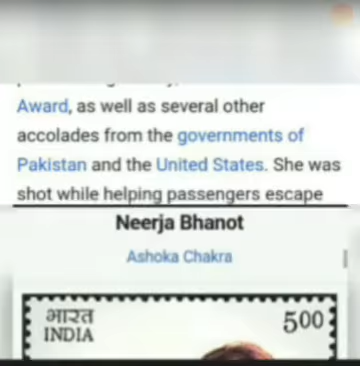 Award, as well as several other
accolades from the governments of
Pakistan and the United States. She was
shot while helping passengers escape
Neerja Bhanot
Ashoka Chakra
भारत 500
INDIA